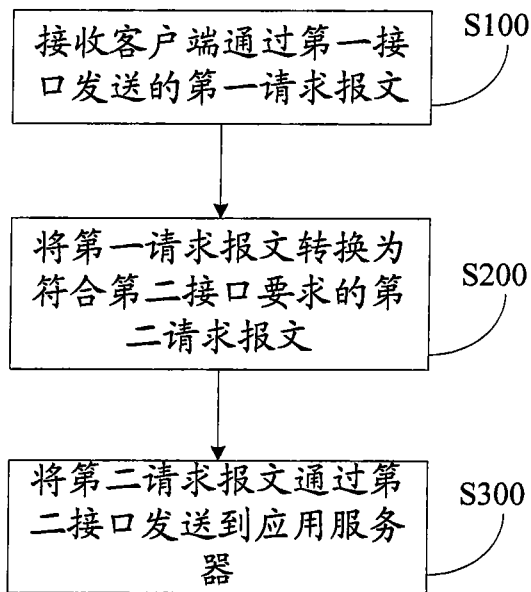 接收客户端通过第一接
口发送的第一请求报文
S100
将第一请求报文转换为
符合第二接口要求的第
二请求报文
S200
将第二请求报文通过第
二接口发送到应用服务
器
S300